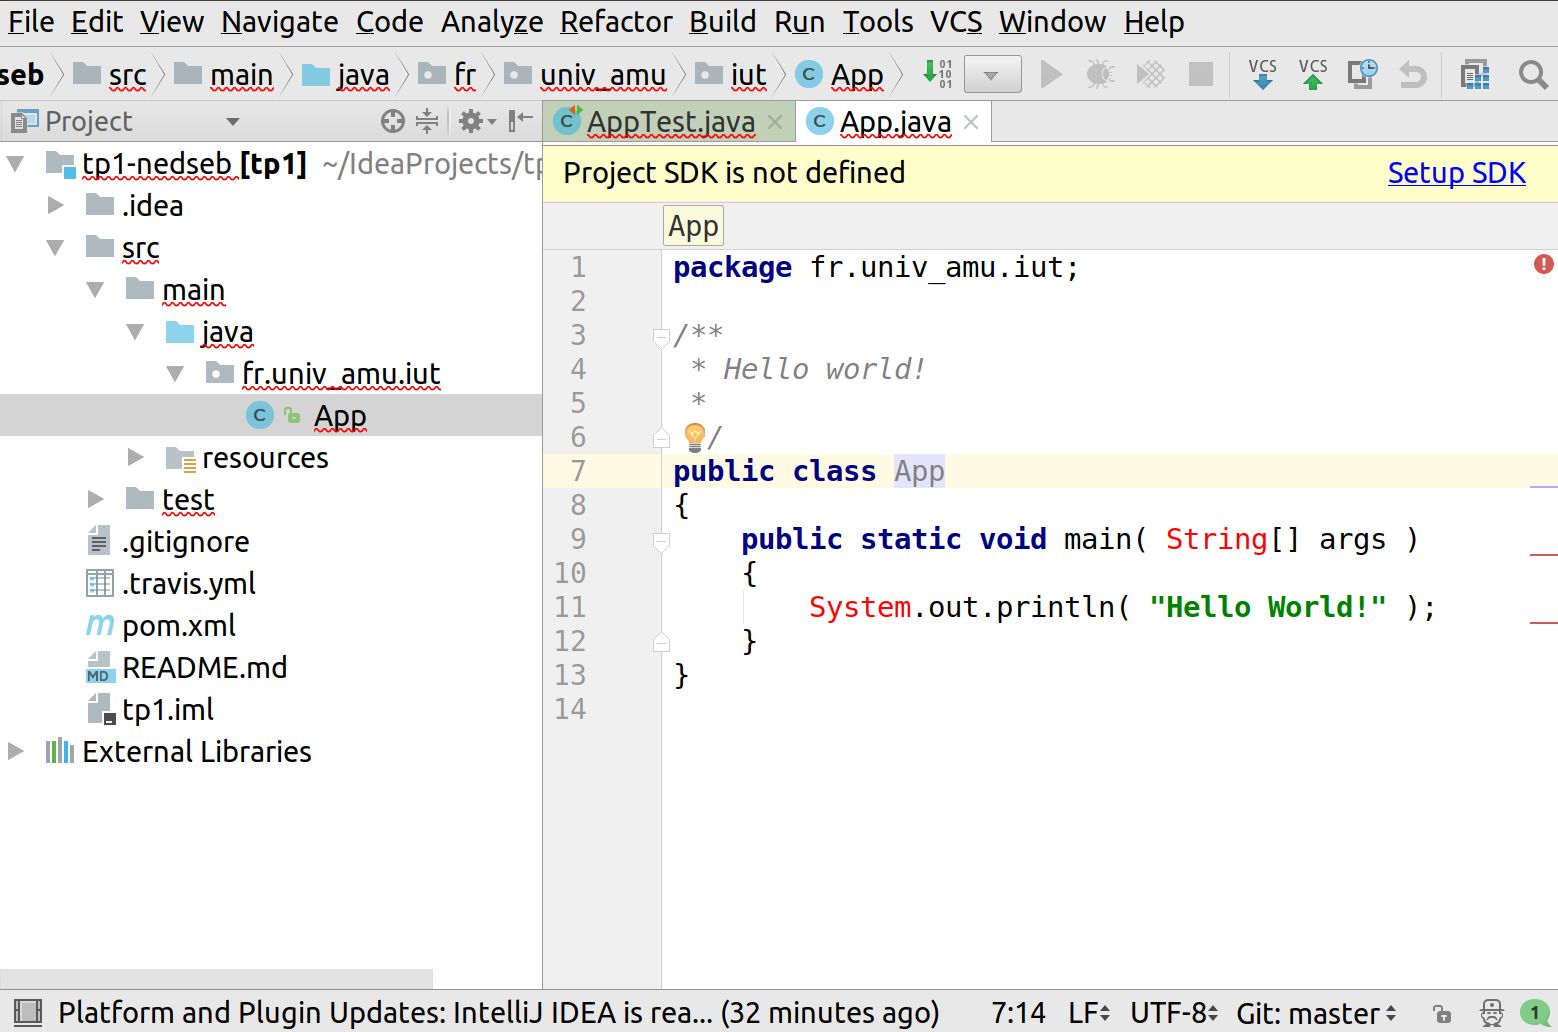 File Edit View Navigate Code Analyze Refactor Build Run Tools VCS Window Help
seb src main java fr univ_amu iut C App 01 10 01 VCS VCS
Project
C AppTest.java C App.java
tp1-nedseb [tp1] ~/IdeaProjects/tp
Project SDK is not defined Setup SDK
.idea
src
main
java
fr.univ_amu.iut
C App
resources
test
.gitignore
.travis.yml
m pom.xml
MD README.md
tp1.iml
External Libraries
App
1 package fr.univ_amu.iut;
2
3 /**
4 * Hello world!
5 *
6 /
7 public class App
8 {
9 public static void main( String[] args )
10 {
11 System.out.println( "Hello World!" );
12 }
13 }
14
Platform and Plugin Updates: IntelliJ IDEA is rea... (32 minutes ago) 7:14 LF UTF-8 Git: master 1